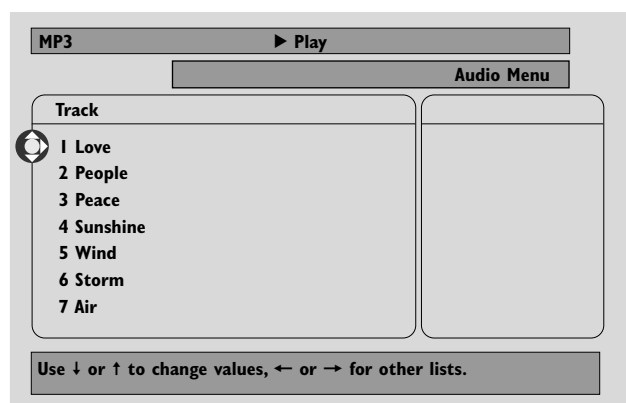 MP3 ▶ Play
Audio Menu
Track
1 Love
2 People
3 Peace
4 Sunshine
5 Wind
6 Storm
7 Air
Use ↓ or ↑ to change values, ← or → for other lists.